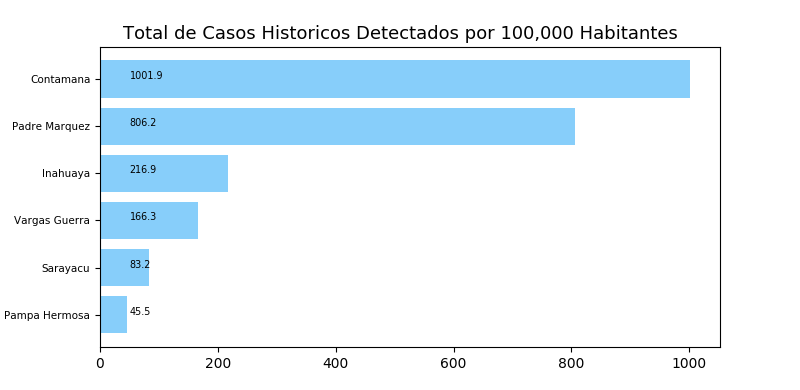 Total de Casos Historicos Detectados por 100,000 Habitantes
Contamana 1001.9
Padre Marquez 806.2
Inahuaya 216.9
Vargas Guerra 166.3
Sarayacu 83.2
Pampa Hermosa 45.5
0 200 400 600 800 1000